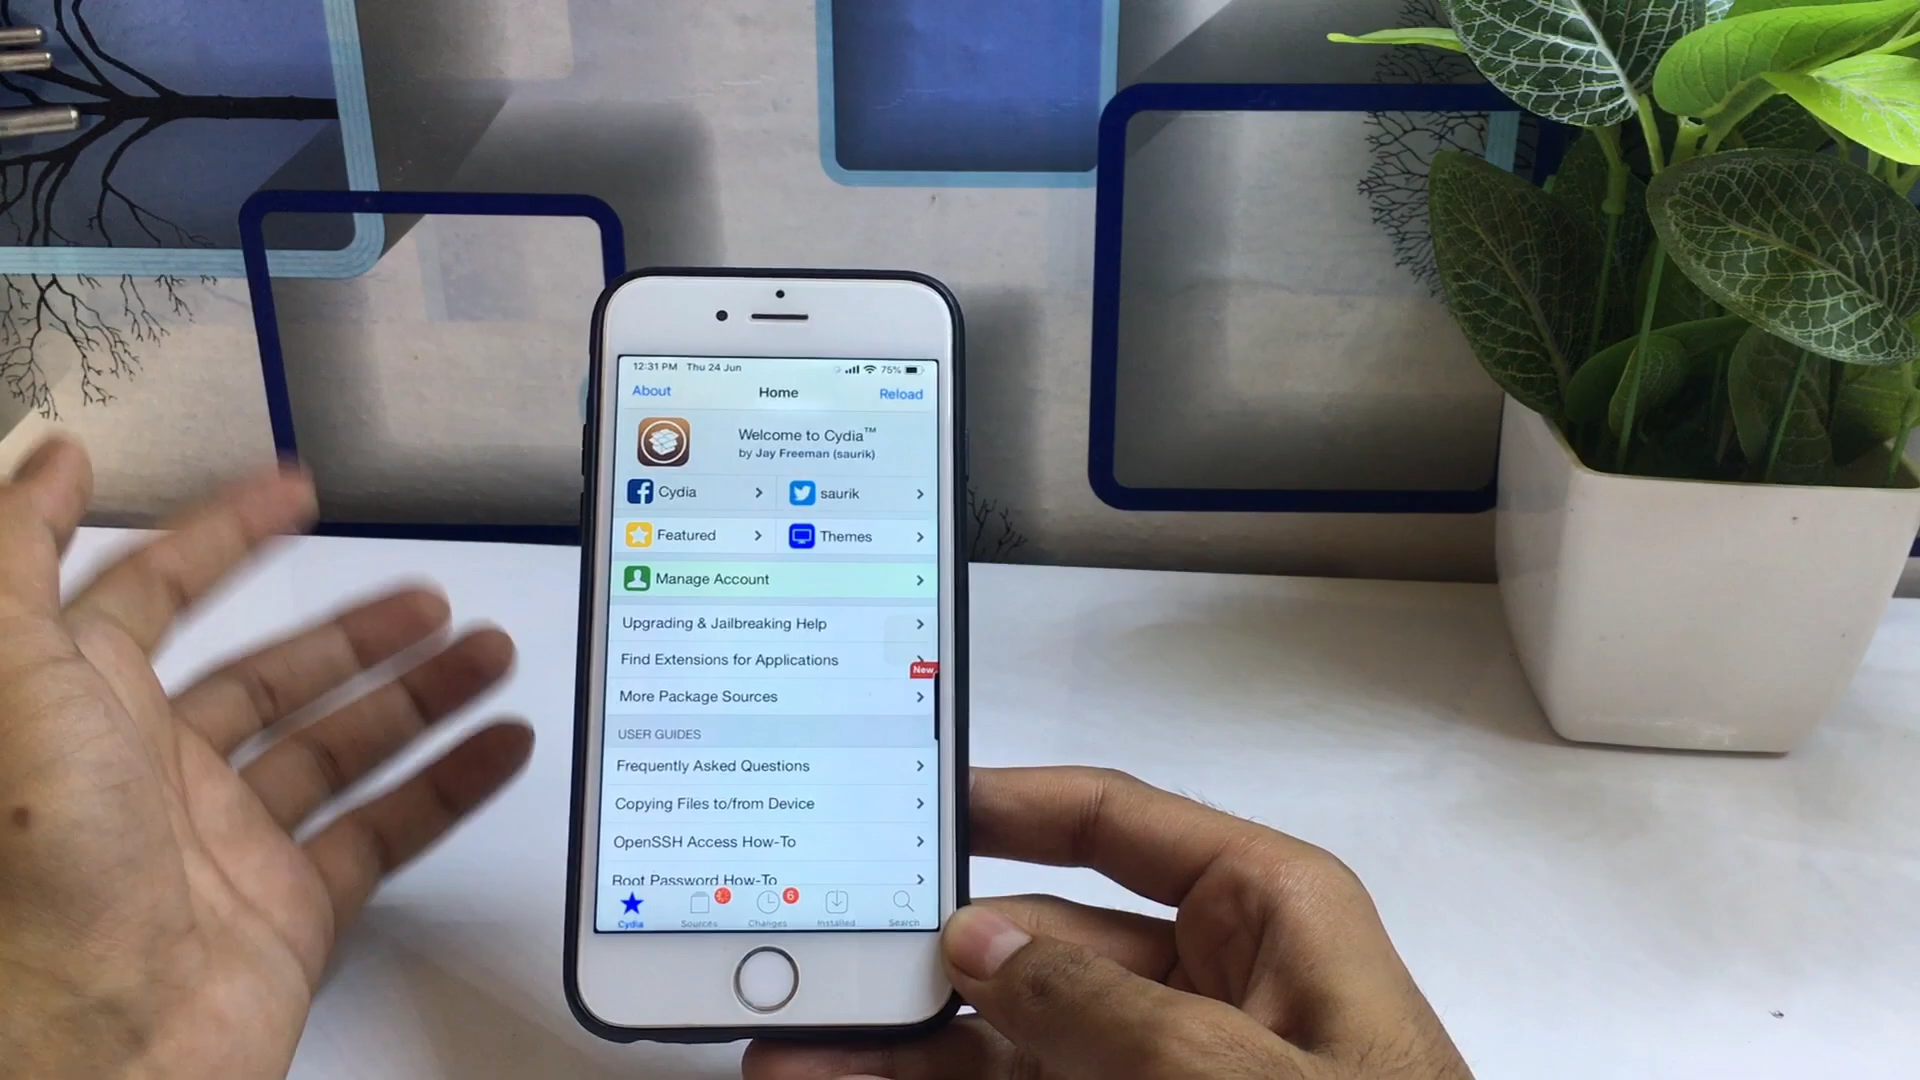 12:31 PM Thu 24 Jun 75%
About Home Reload
Welcome to Cydia™
by Jay Freeman (saurik)
Cydia saurik
Featured Themes
Manage Account
Upgrading & Jailbreaking Help
Find Extensions for Applications
New
More Package Sources
USER GUIDES
Frequently Asked Questions
Copying Files to/from Device
OpenSSH Access How-To
Root Password How-To
6
Cydia Sources Changes Installed Search